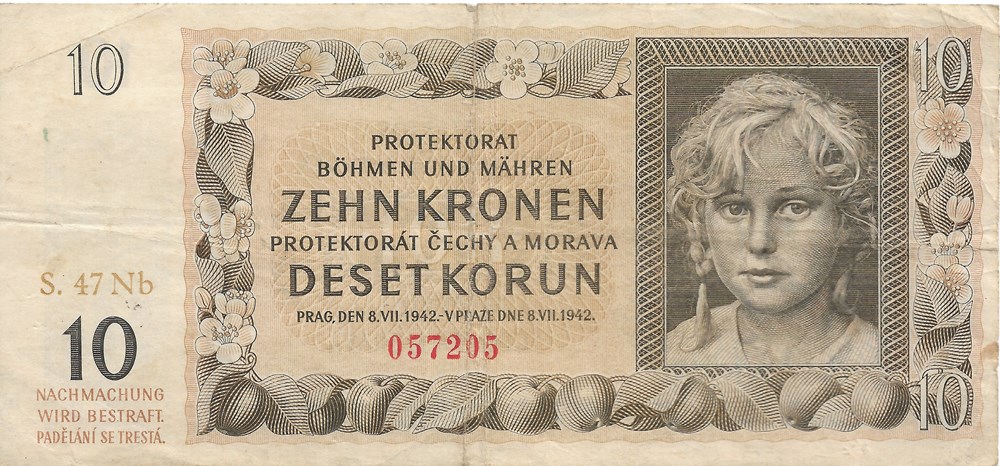 10
10
PROTEKTORAT
BÖHMEN UND MÄHREN
ZEHN KRONEN
PROTEKTORÁT ČECHY A MORAVA
DESET KORUN
PRAG, DEN 8.VII.1942.-V PRAZE DNE 8.VII.1942.
057205
S. 47 Nb
10
NACHMACHUNG
WIRD BESTRAFT.
PADĚLÁNÍ SE TRESTÁ.
10